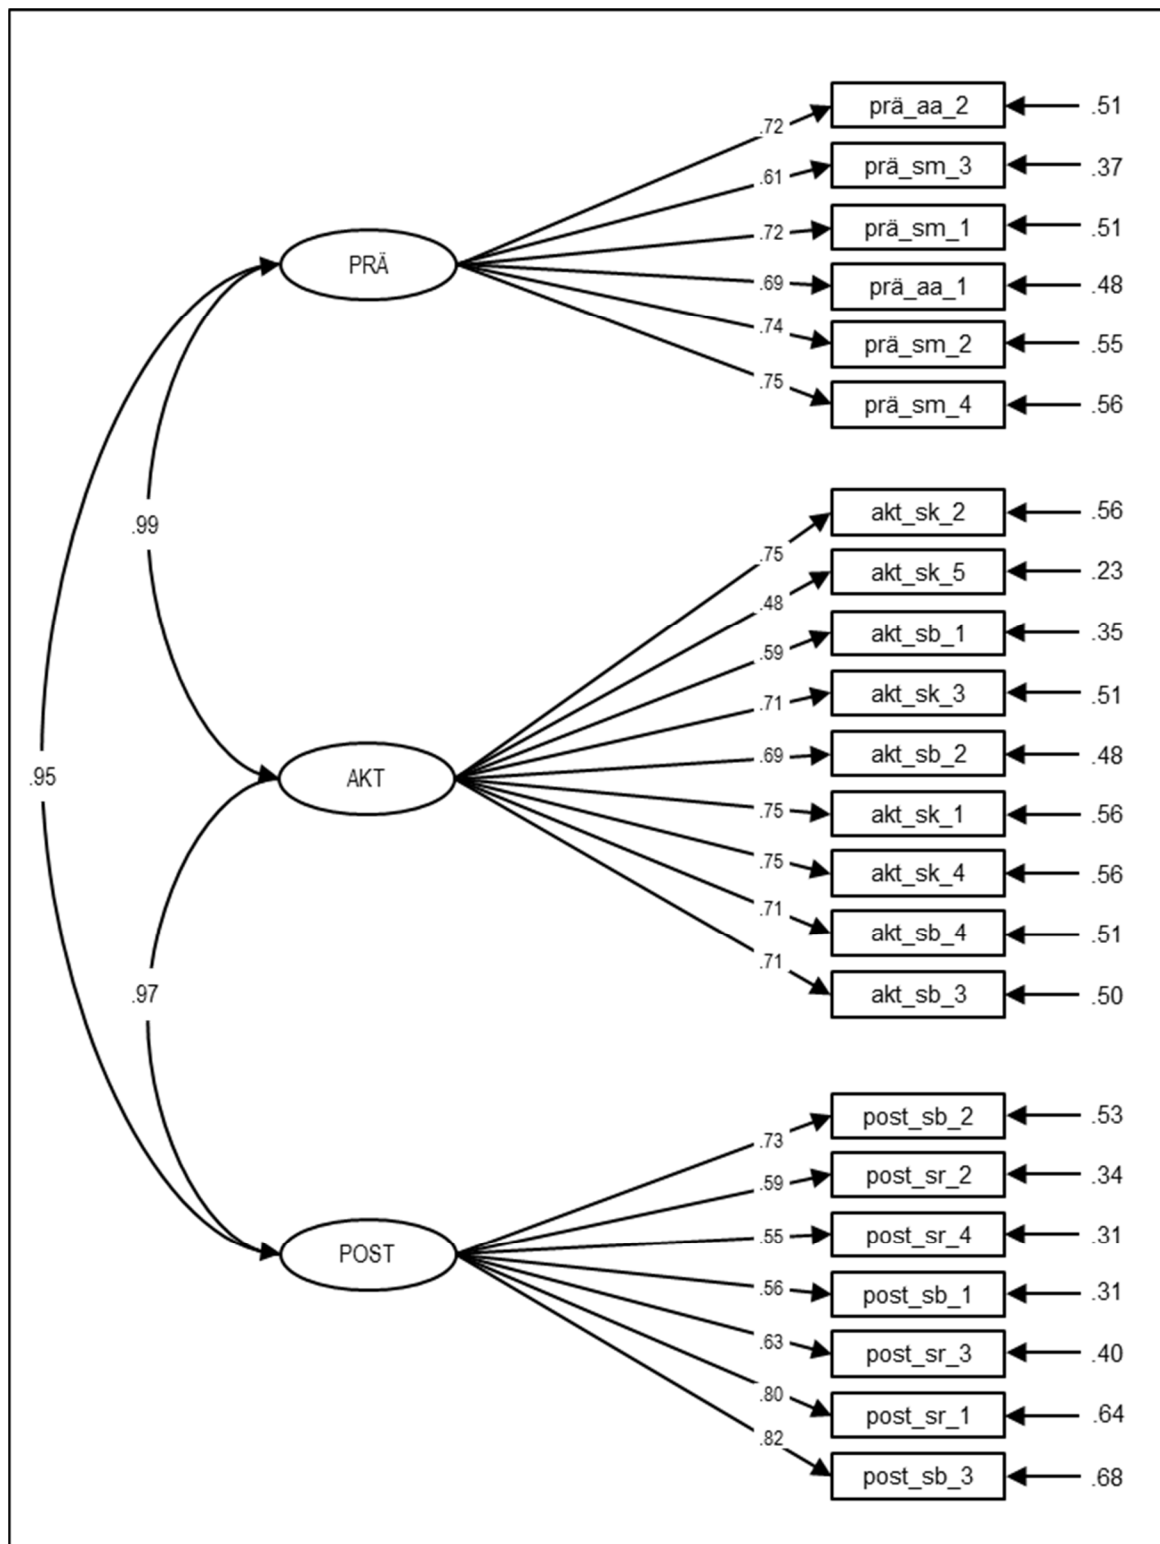 prä_aa_2
.51
.72
prä_sm_3
.37
.61
prä_sm_1
.51
.72
PRÄ
prä_aa_1
.48
.69
prä_sm_2
.55
.74
prä_sm_4
.56
.75
.99
akt_sk_2
.56
.75
akt_sk_5
.23
.48
akt_sb_1
.35
.59
akt_sk_3
.51
.71
akt_sb_2
.48
.69
.95
AKT
akt_sk_1
.56
.75
akt_sk_4
.56
.75
akt_sb_4
.51
.71
akt_sb_3
.50
.71
.97
post_sb_2
.53
.73
post_sr_2
.34
.59
post_sr_4
.31
.55
POST
post_sb_1
.31
.56
post_sr_3
.40
.63
post_sr_1
.64
.80
post_sb_3
.68
.82